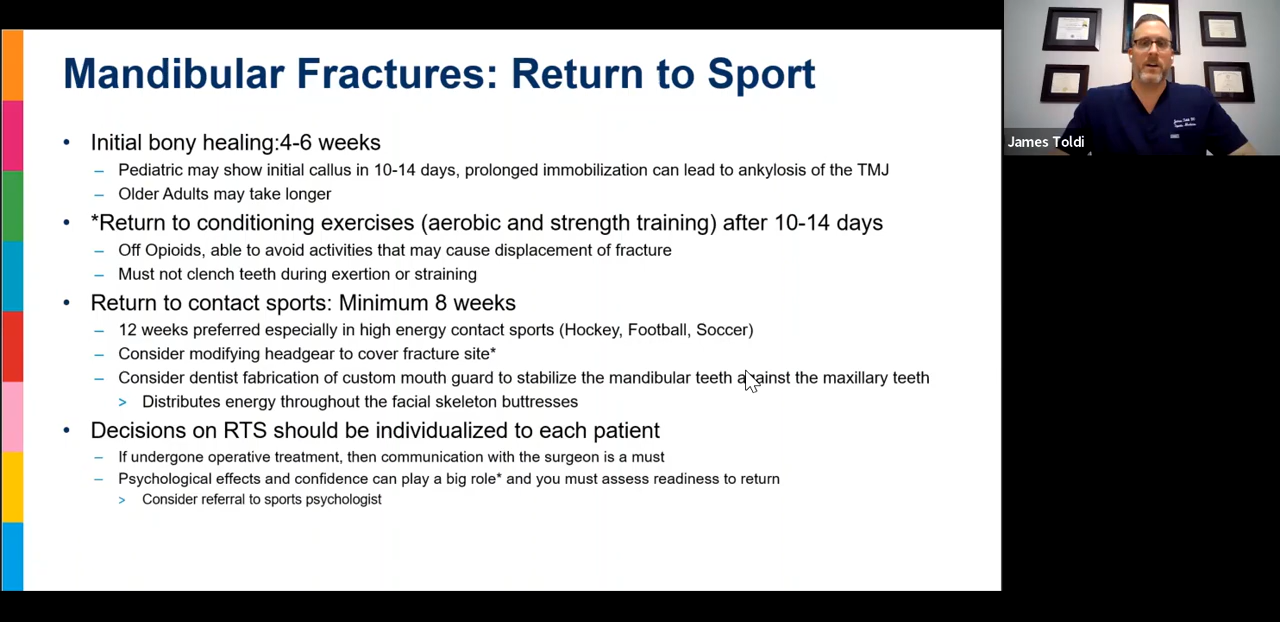 Mandibular Fractures: Return to Sport
• Initial bony healing:4-6 weeks
– Pediatric may show initial callus in 10-14 days, prolonged immobilization can lead to ankylosis of the TMJ
– Older Adults may take longer
• *Return to conditioning exercises (aerobic and strength training) after 10-14 days
– Off Opioids, able to avoid activities that may cause displacement of fracture
– Must not clench teeth during exertion or straining
• Return to contact sports: Minimum 8 weeks
– 12 weeks preferred especially in high energy contact sports (Hockey, Football, Soccer)
– Consider modifying headgear to cover fracture site*
– Consider dentist fabrication of custom mouth guard to stabilize the mandibular teeth against the maxillary teeth
> Distributes energy throughout the facial skeleton buttresses
• Decisions on RTS should be individualized to each patient
– If undergone operative treatment, then communication with the surgeon is a must
– Psychological effects and confidence can play a big role* and you must assess readiness to return
> Consider referral to sports psychologist
James Toldi